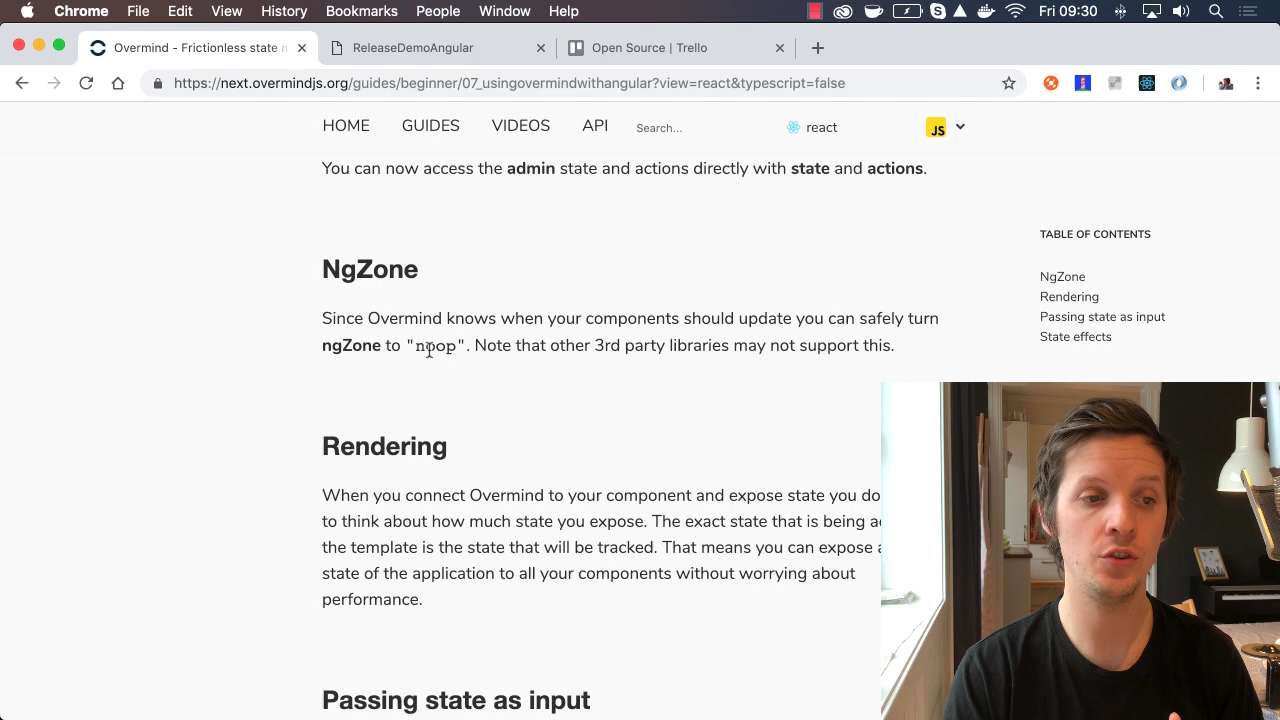 Chrome File Edit View History Bookmarks People Window Help Fri 09:30
Overmind - Frictionless state m
ReleaseDemoAngular
Open Source | Trello
https://next.overmindjs.org/guides/beginner/07_usingovermindwithangular?view=react&typescript=false
HOME GUIDES VIDEOS API Search... react JS
You can now access the admin state and actions directly with state and actions.
TABLE OF CONTENTS
NgZone
Rendering
Passing state as input
State effects
NgZone
Since Overmind knows when your components should update you can safely turn
ngZone to "noop". Note that other 3rd party libraries may not support this.
Rendering
When you connect Overmind to your component and expose state you do
to think about how much state you expose. The exact state that is being a
the template is the state that will be tracked. That means you can expose a
state of the application to all your components without worrying about
performance.
Passing state as input